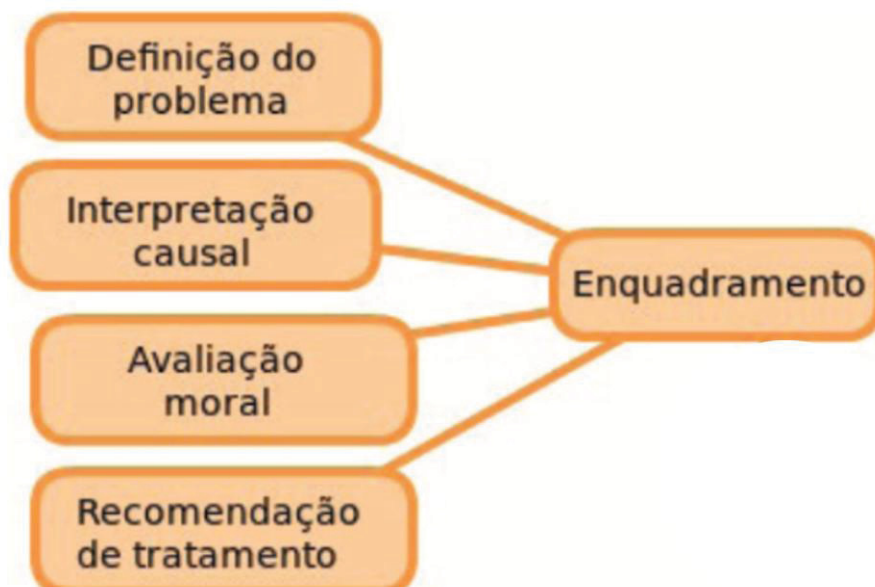 Definição do
problema
Interpretação
causal
Enquadramento
Avaliação
moral
Recomendação
de tratamento